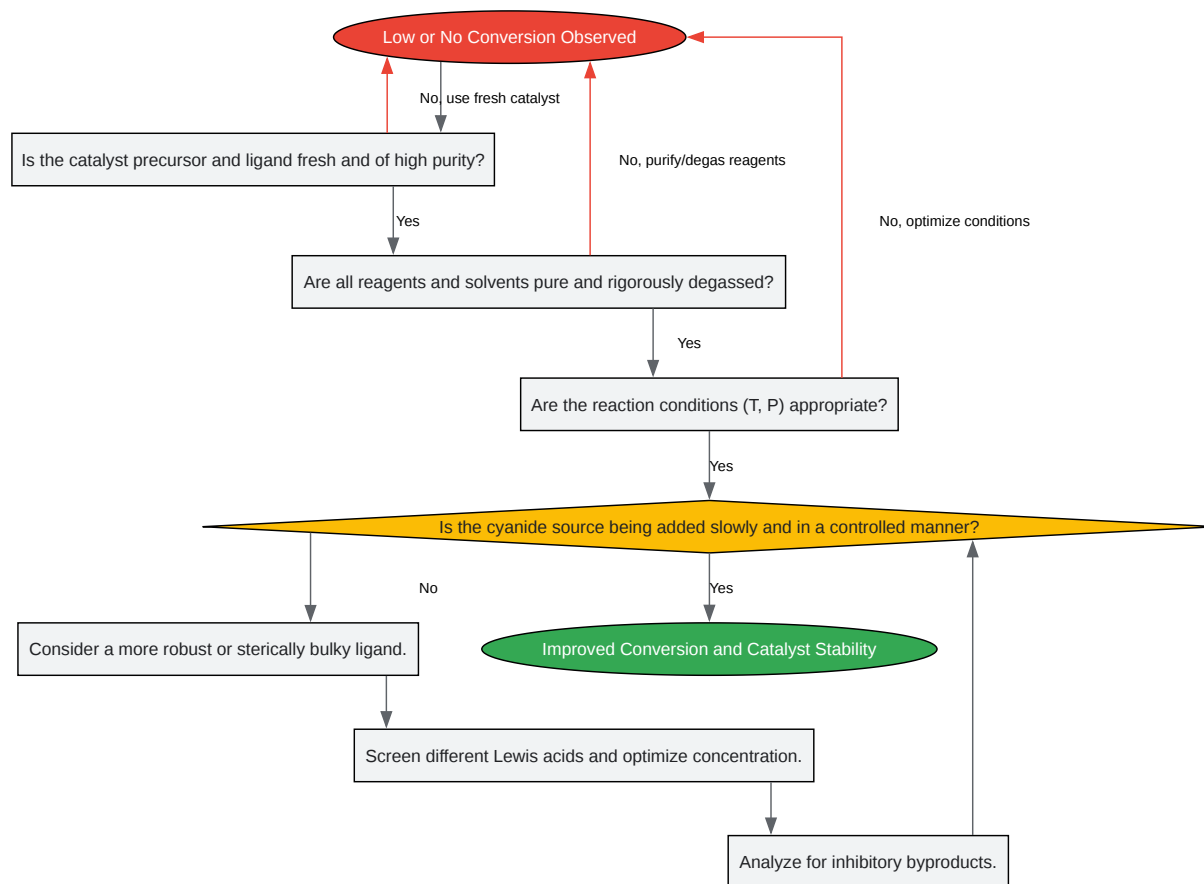 Low or No Conversion Observed
No, use fresh catalyst
Is the catalyst precursor and ligand fresh and of high purity?
No, purify/degas reagents
Yes
No, optimize conditions
Are all reagents and solvents pure and rigorously degassed?
Yes
Are the reaction conditions (T, P) appropriate?
Yes
Is the cyanide source being added slowly and in a controlled manner?
No
Yes
Consider a more robust or sterically bulky ligand.
Improved Conversion and Catalyst Stability
Screen different Lewis acids and optimize concentration.
Analyze for inhibitory byproducts.